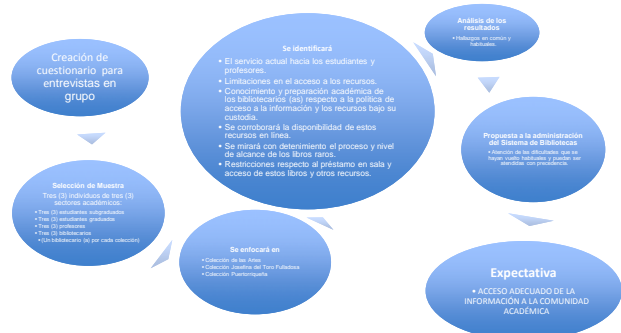 Creación de
cuestionario para
entrevistas en
grupo
Selección de Muestra
Tres (3) individuos de tres (3)
sectores académicos:
• Tres (3) estudiantes subgraduados
• Tres (3) estudiantes graduados
• Tres (3) profesores
• Tres (3) bibliotecarios
• (Un bibliotecario (a) por cada colección)
Se enfocará en
• Colección de las Artes
• Colección Josefina del Toro Fulladosa
• Colección Puertorriqueña
Se identificará
• El servicio actual hacia los estudiantes y
profesores.
• Limitaciones en el acceso a los recursos.
• Conocimiento y preparación académica de
los bibliotecarios (as) respecto a la política de
acceso a la información y los recursos bajo su
custodia.
• Se corroborará la disponibilidad de estos
recursos en línea.
• Se mirará con detenimiento el proceso y nivel
de alcance de los libros raros.
• Restricciones respecto al préstamo en sala y
acceso de estos libros y otros recursos.
Análisis de los
resultados
• Hallazgos en común y
habituales.
Propuesta a la administración
del Sistema de Bibliotecas
• Atención de las dificultades que se
hayan vuelto habituales y puedan ser
atendidas con precedencia.
Expectativa
• ACCESO ADECUADO DE LA
INFORMACIÓN A LA COMUNIDAD
ACADÉMICA